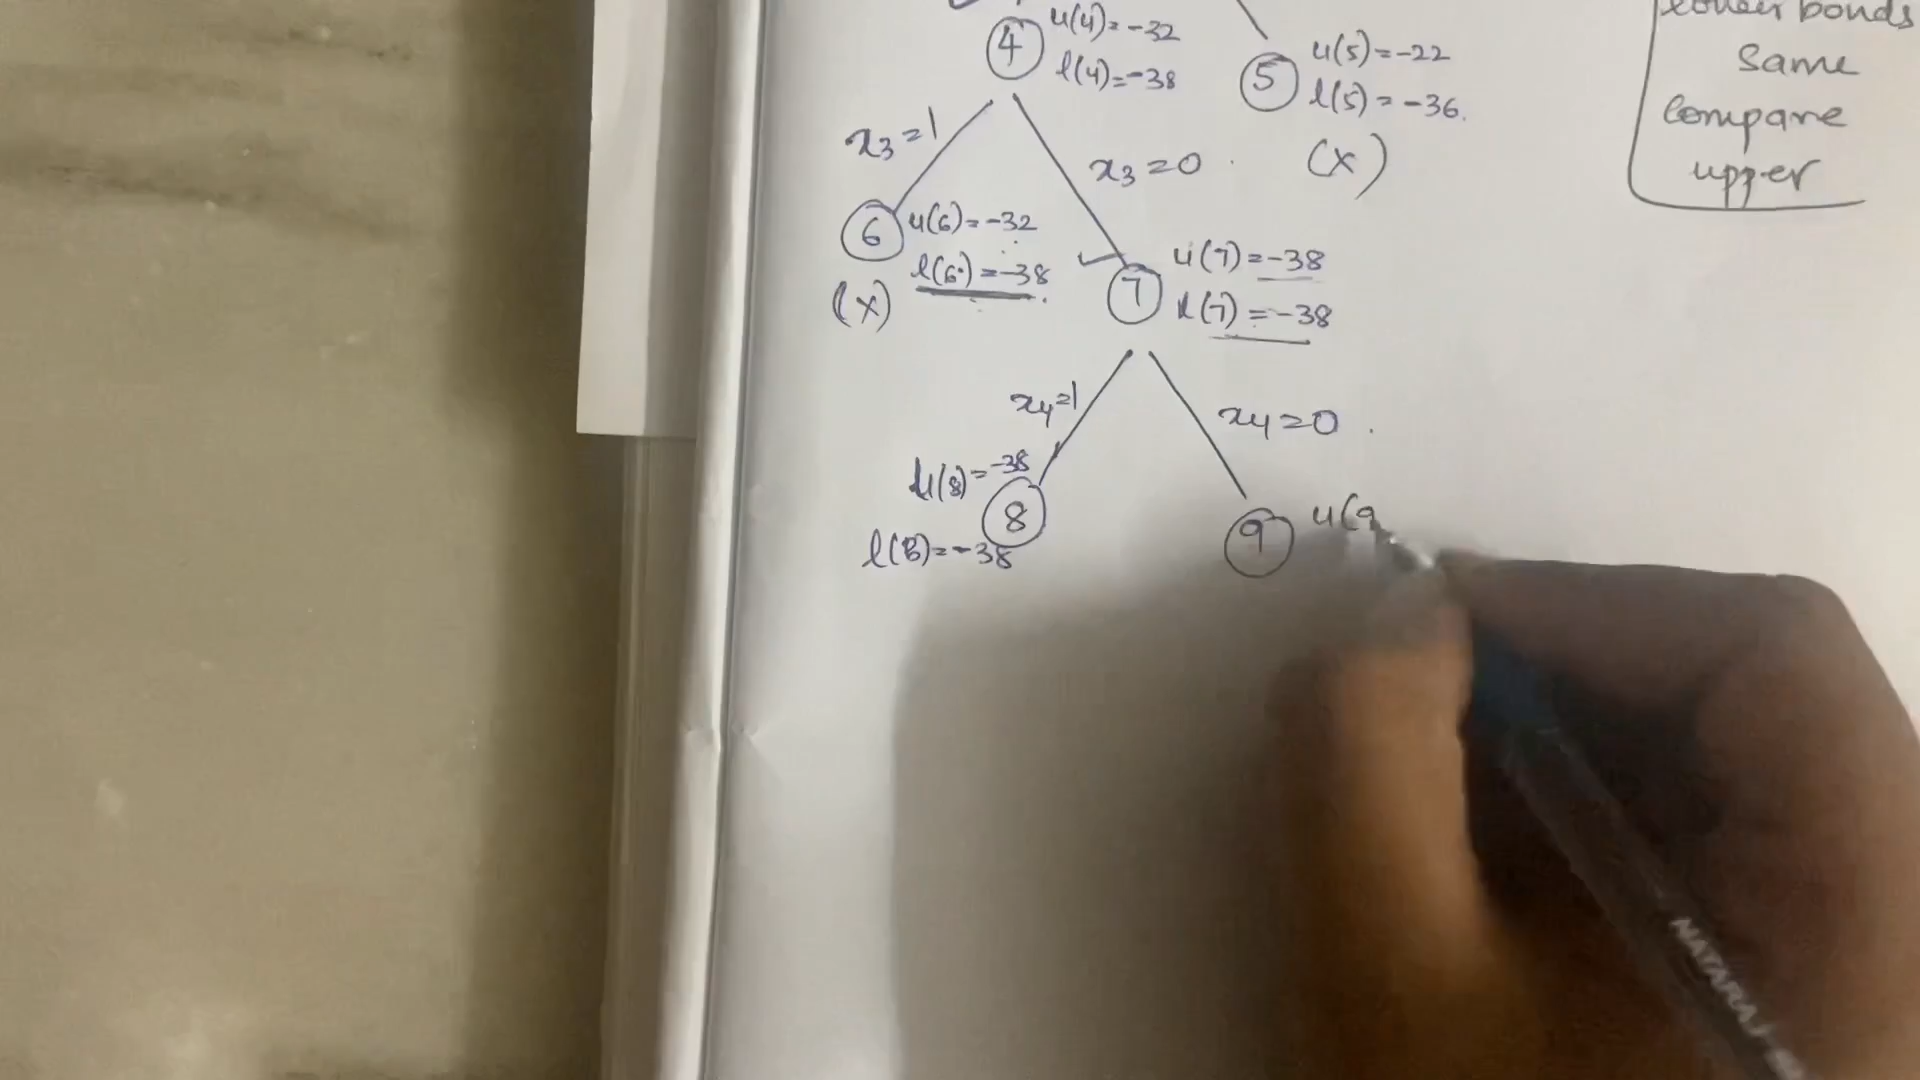 4
u(4)=-32
l(4)=-38
5
u(5)=-22
l(5)=-36.
(x)
x3=1
x3=0
6
u(6)=-32
l(6)=-38
(x)
7
u(7)=-38
l(7)=-38
x4=1
x4=0
u(8)=-38
8
l(8)=-38
9
u(9
bonds
same
compare
upper
NATARAJ